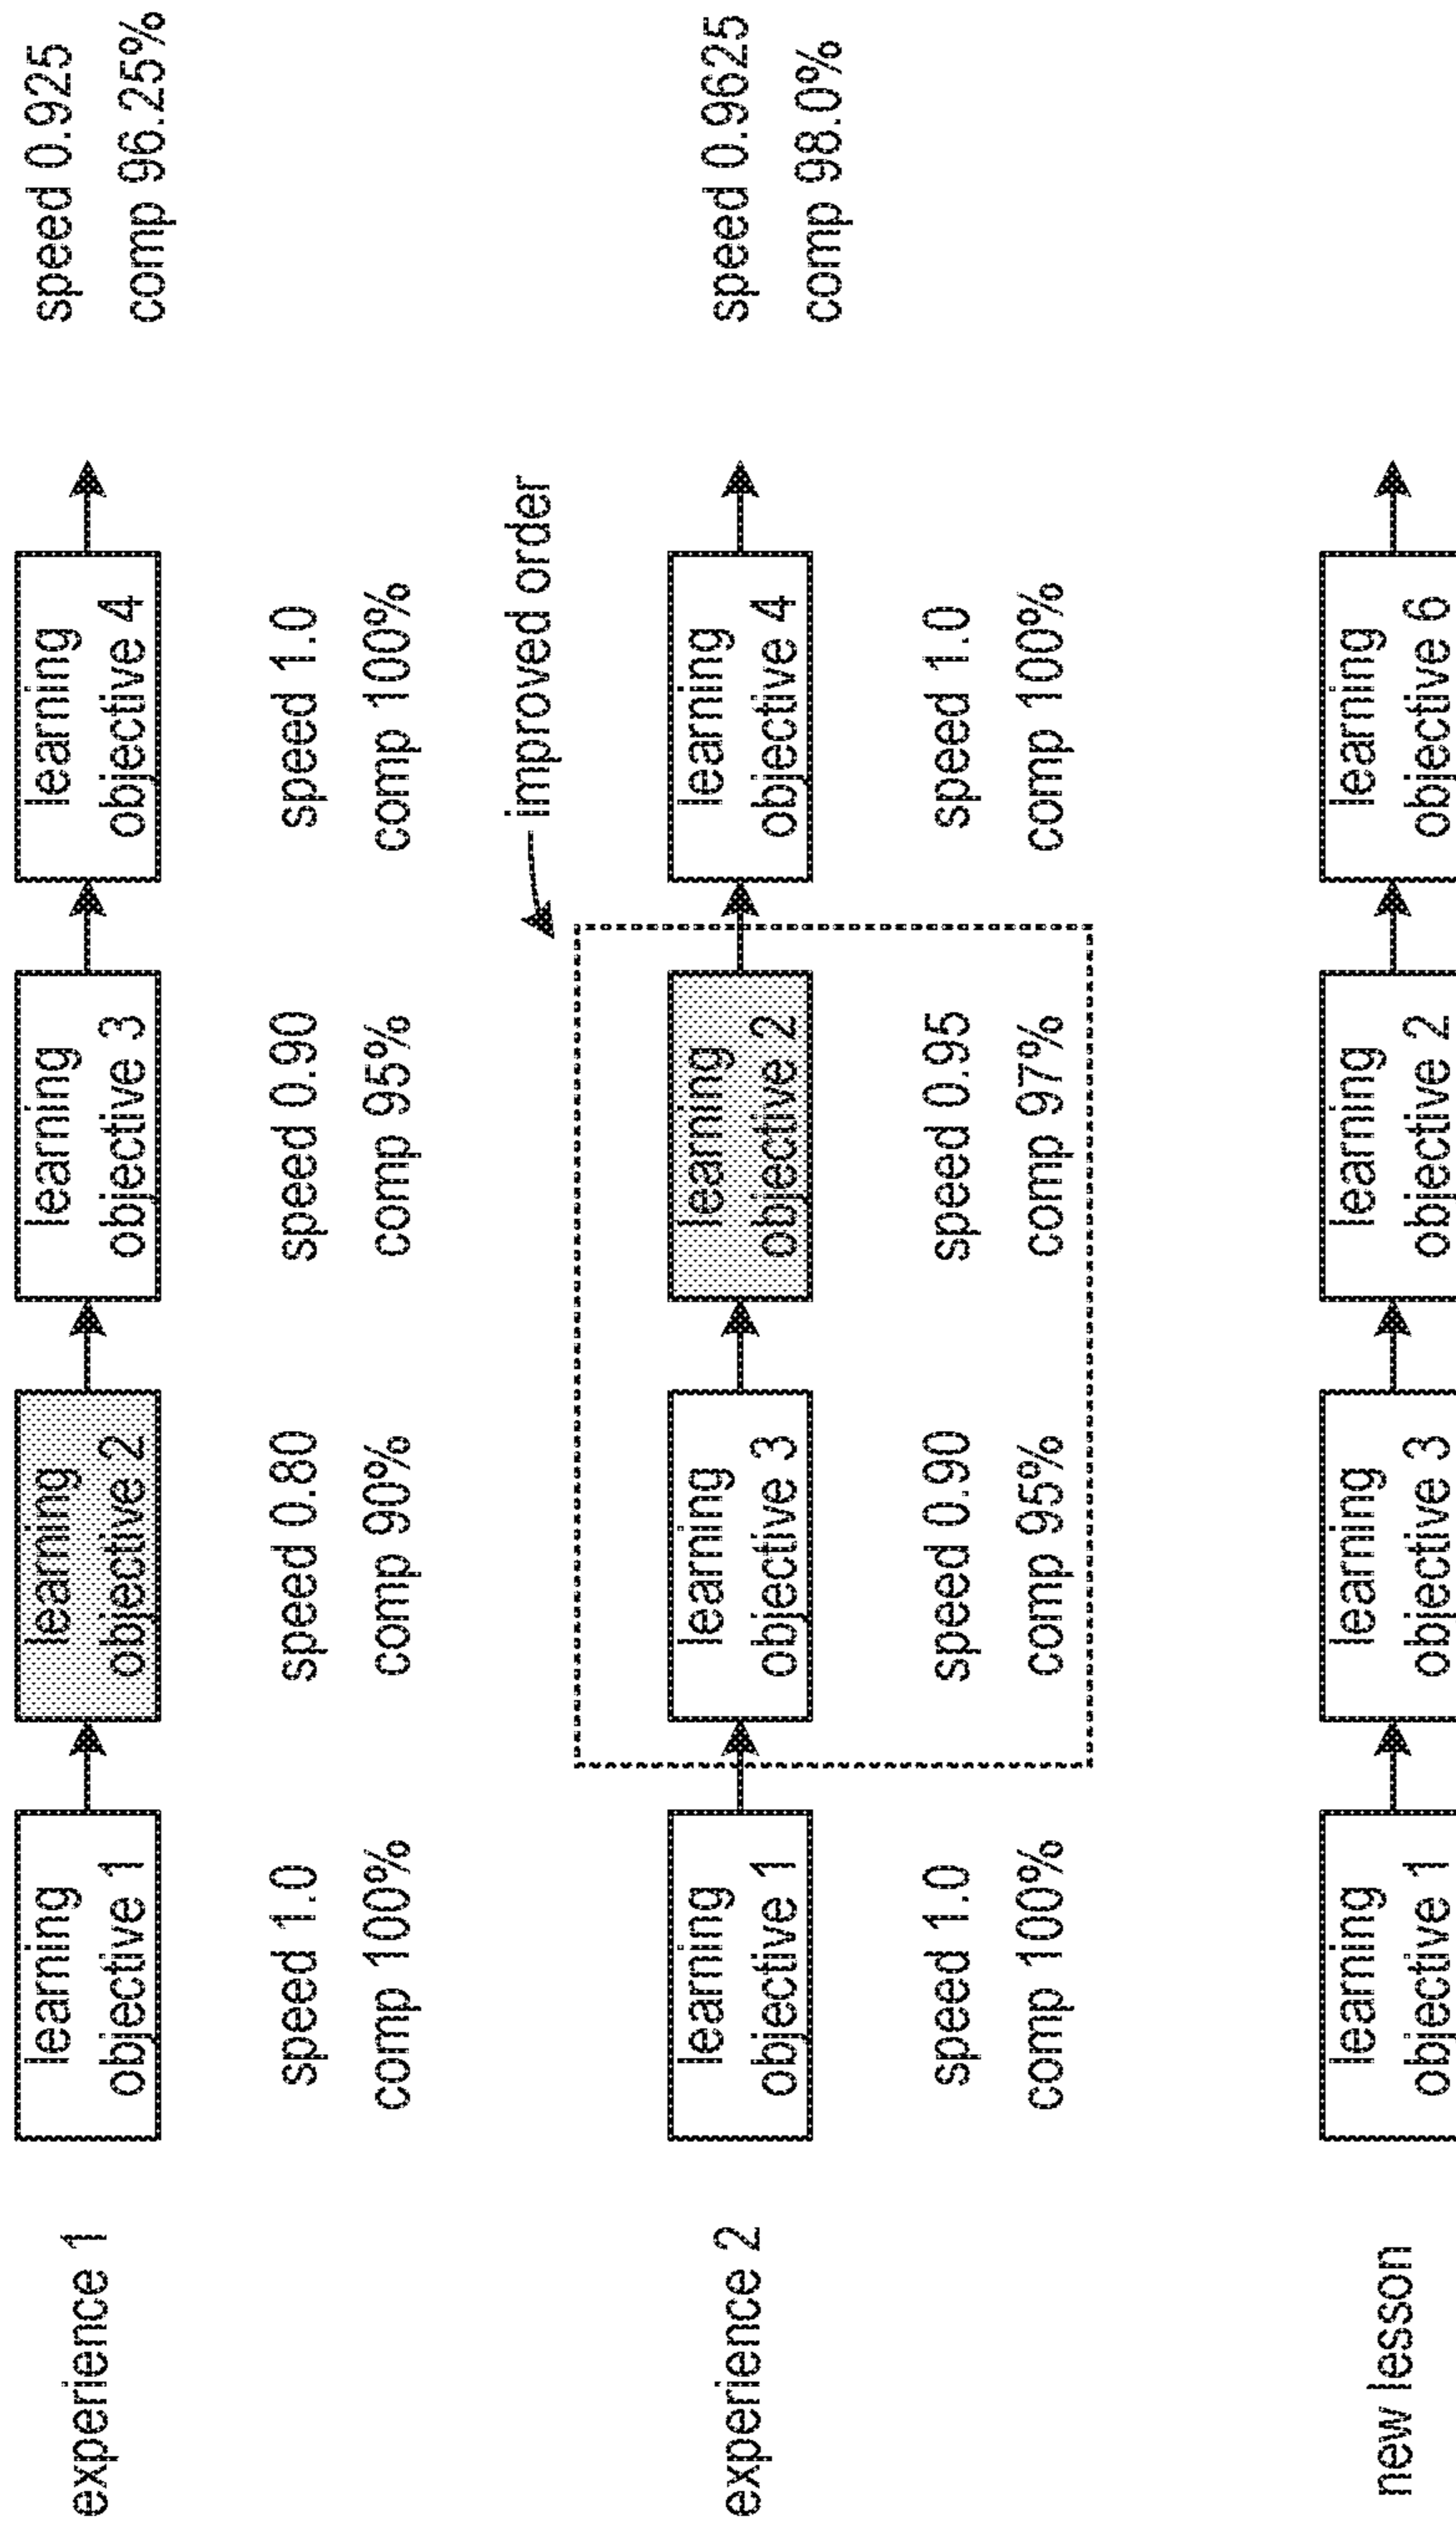 experience 1
learning
objective 1
learning
objective 2
learning
objective 3
learning
objective 4
speed 0.925
comp 96.25%
speed 1.0
comp 100%
speed 0.80
comp 90%
speed 0.90
comp 95%
speed 1.0
comp 100%
improved order
experience 2
learning
objective 1
learning
objective 3
learning
objective 2
learning
objective 4
speed 0.9625
comp 98.0%
speed 1.0
comp 100%
speed 0.90
comp 95%
speed 0.95
comp 97%
speed 1.0
comp 100%
new lesson
learning
objective 1
learning
objective 3
learning
objective 2
learning
objective 6